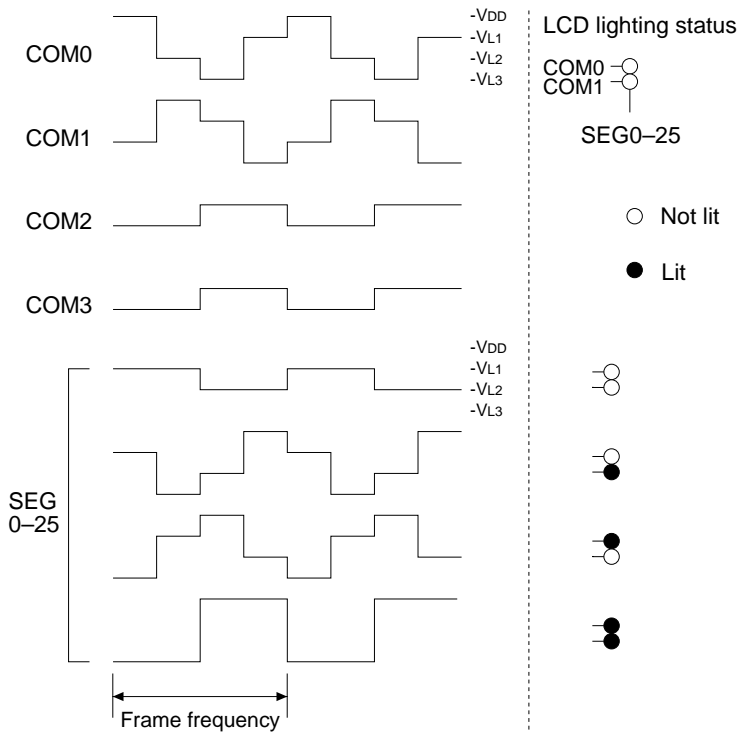 COM0
-VDD
-VL1
-VL2
-VL3
LCD lighting status
COM0
COM1
SEG0–25
COM1
COM2
Not lit
Lit
COM3
-VDD
-VL1
-VL2
-VL3
SEG
0–25
Frame frequency